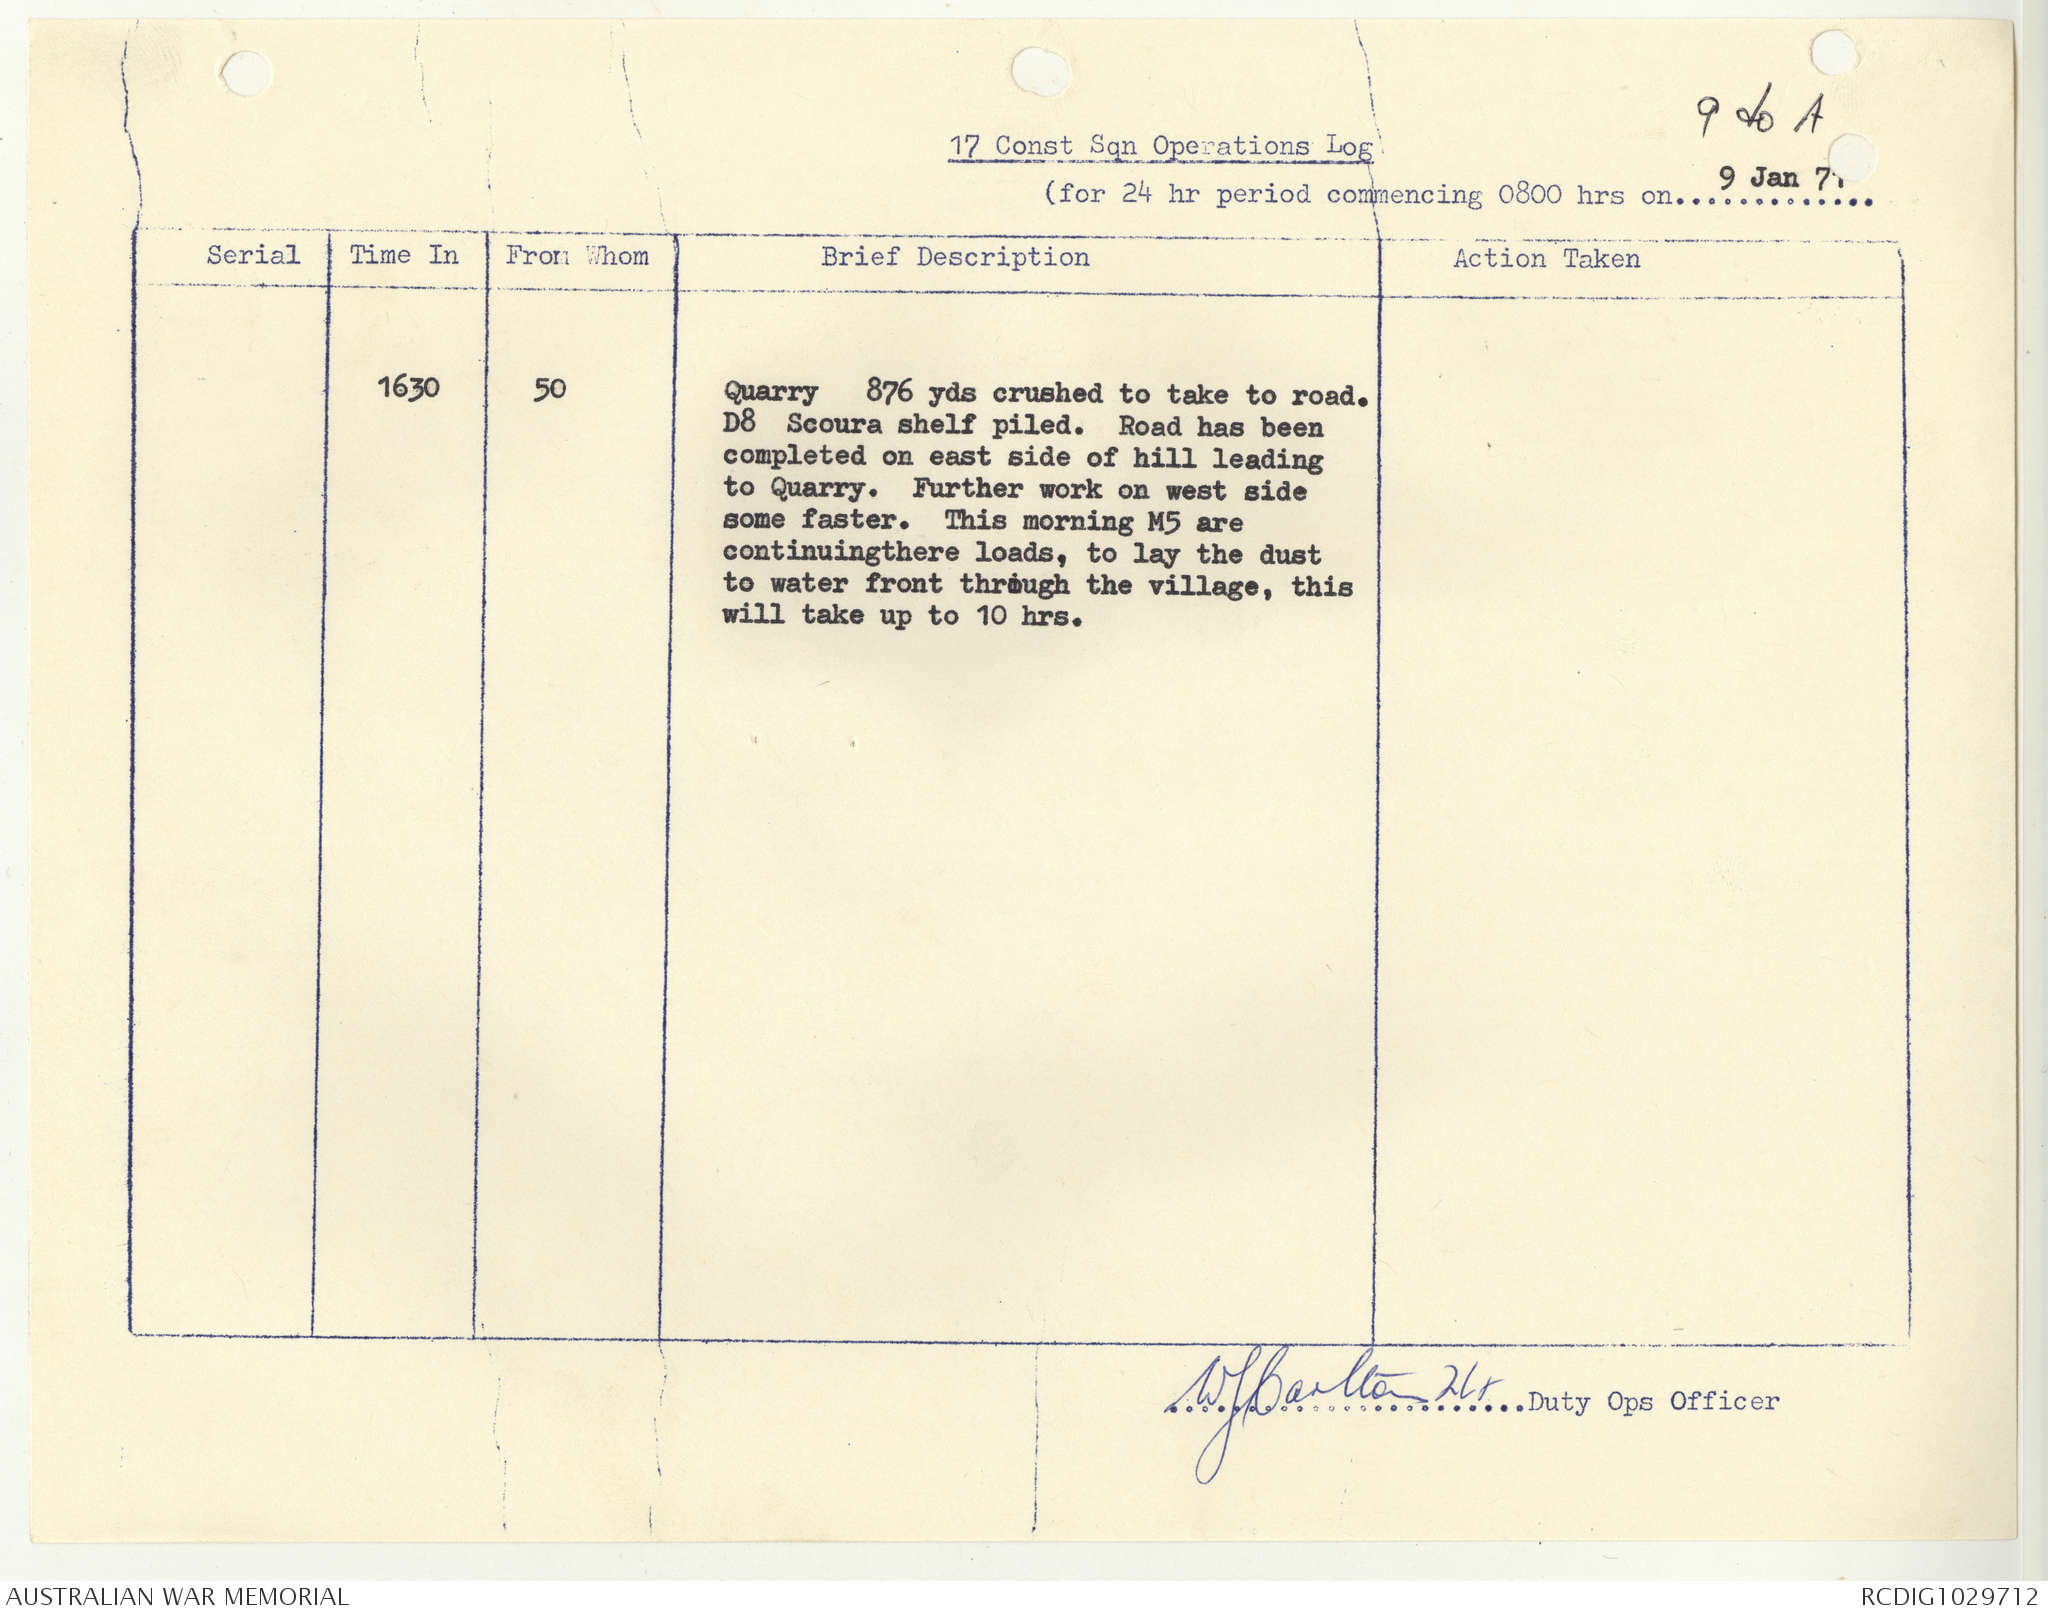 9 to A
17 Const Sqn Operations Log
(for 24 hr period commencing 0800 hrs on.............
9 Jan 71
Serial Time In From Whom Brief Description Action Taken
1630 50 Quarry 876 yds crushed to take to road.
D8 Scoura shelf piled. Road has been
completed on east side of hill leading
to Quarry. Further work on west side
some faster. This morning M5 are
continuingthere loads, to lay the dust
to water front through the village, this
will take up to 10 hrs.
WJ Carlton 2Lt Duty Ops Officer
AUSTRALIAN WAR MEMORIAL
RCDIG1029712